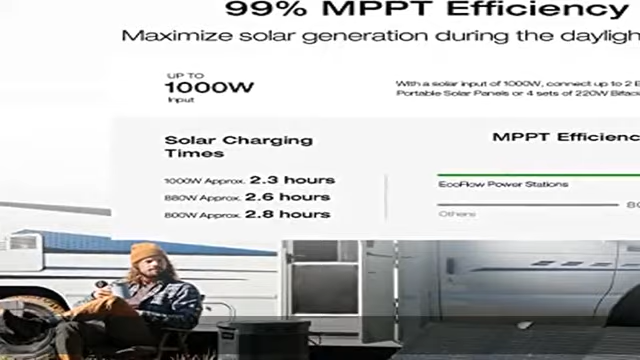 99% MPPT Efficiency
Maximize solar generation during the
UP TO
1000W
Input
With a solar input of 1000W, connect up to 2
Portable Solar Panels or 4 sets of 220W
Solar Charging
Times
1000W Approx. 2.3 hours
880W Approx. 2.6 hours
800W Approx. 2.8 hours
MPPT
EcoFlow Power Stations
Others